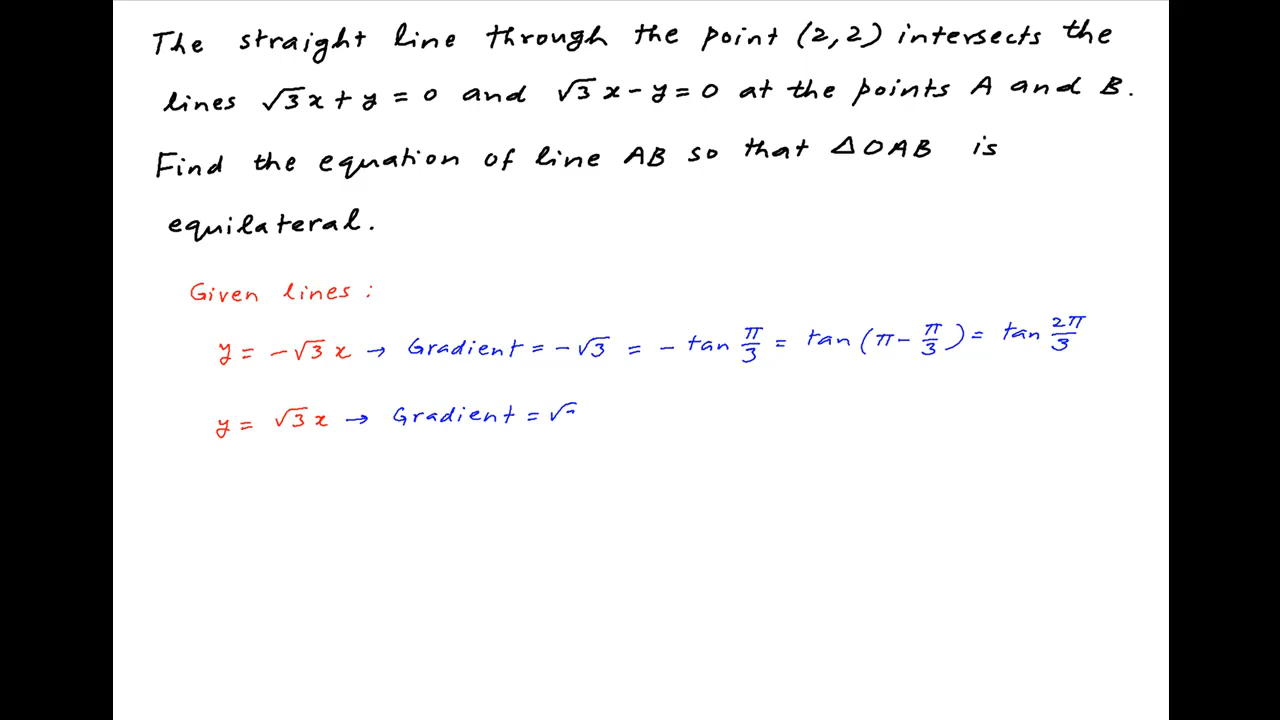 The straight line through the point (2,2) intersects the
lines √3x + y = 0 and √3x - y = 0 at the points A and B.
Find the equation of line AB so that △OAB is
equilateral.
Given lines:
y = -√3x → Gradient = -√3 = - tan π/3 = tan(π - π/3) = tan 2π/3
y = √3x → Gradient = √